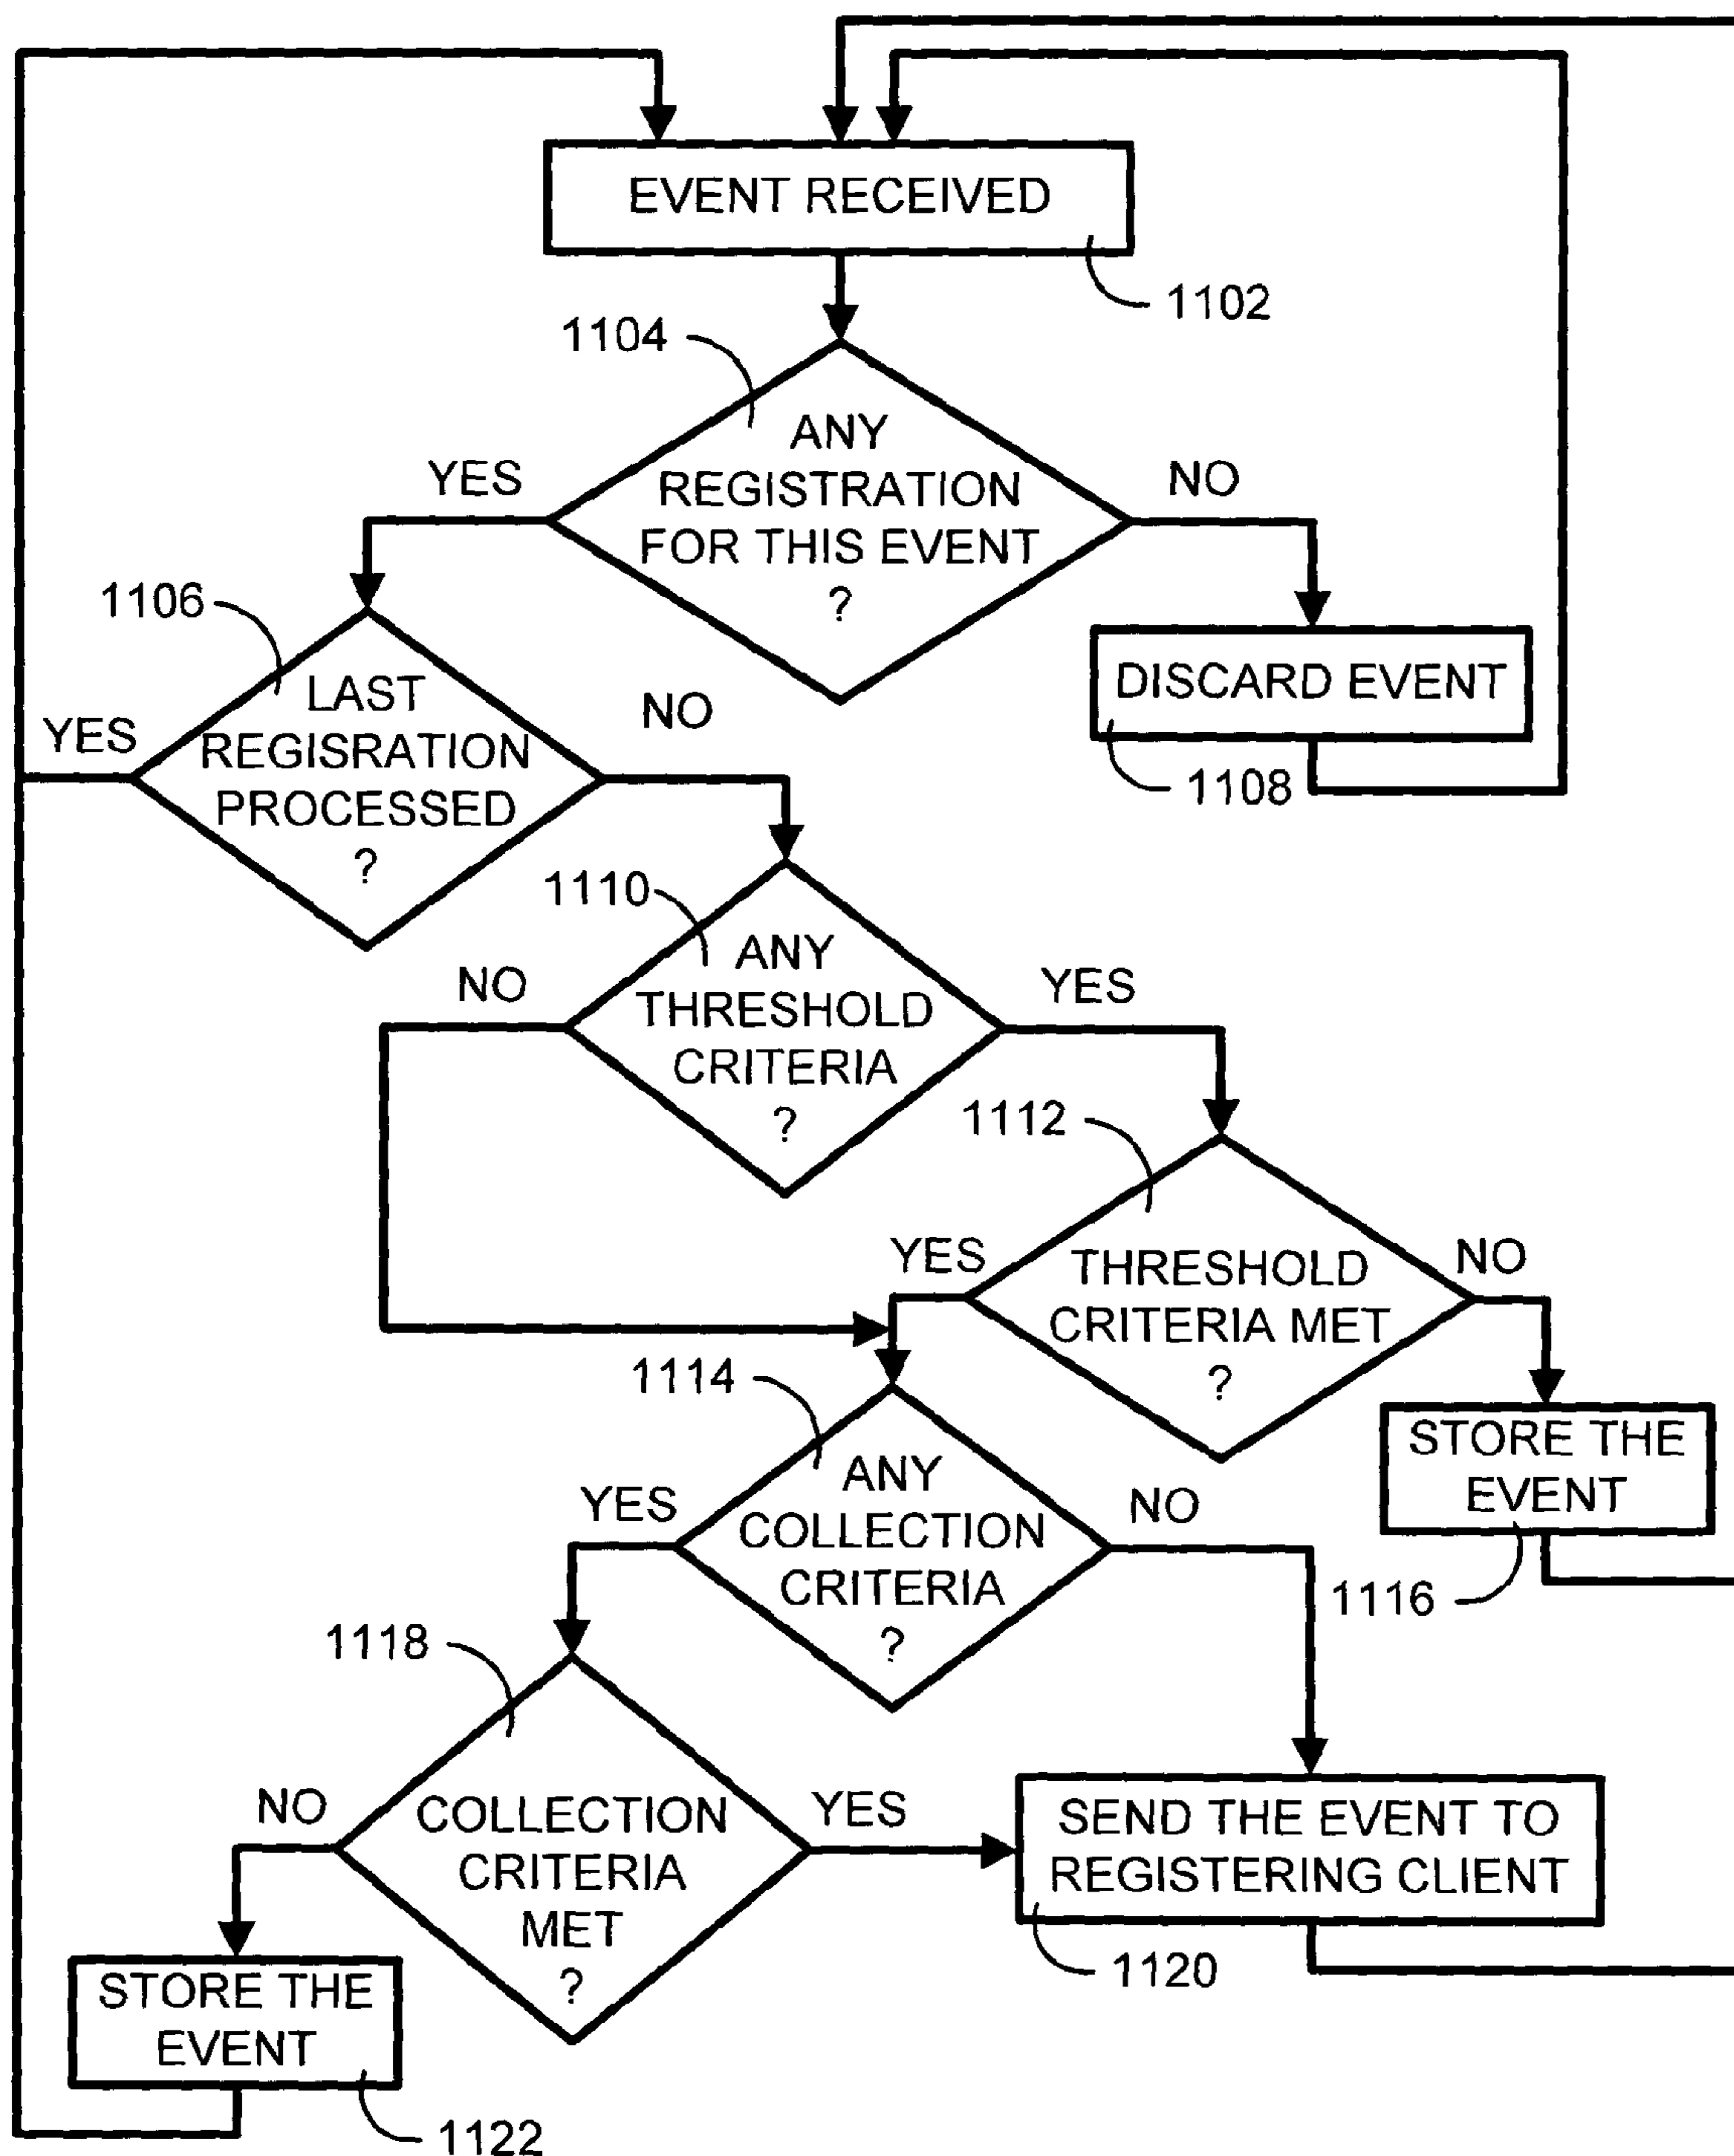 EVENT RECEIVED
1102
1104
ANY
REGISTRATION
FOR THIS EVENT
?
YES
NO
1106
LAST
REGISRATION
PROCESSED
?
YES
NO
DISCARD EVENT
1108
1110
ANY
THRESHOLD
CRITERIA
?
NO
YES
1112
THRESHOLD
CRITERIA MET
?
YES
NO
1114
ANY
COLLECTION
CRITERIA
?
YES
NO
STORE THE
EVENT
1116
1118
COLLECTION
CRITERIA
MET
?
NO
YES
SEND THE EVENT TO
REGISTERING CLIENT
1120
STORE THE
EVENT
1122